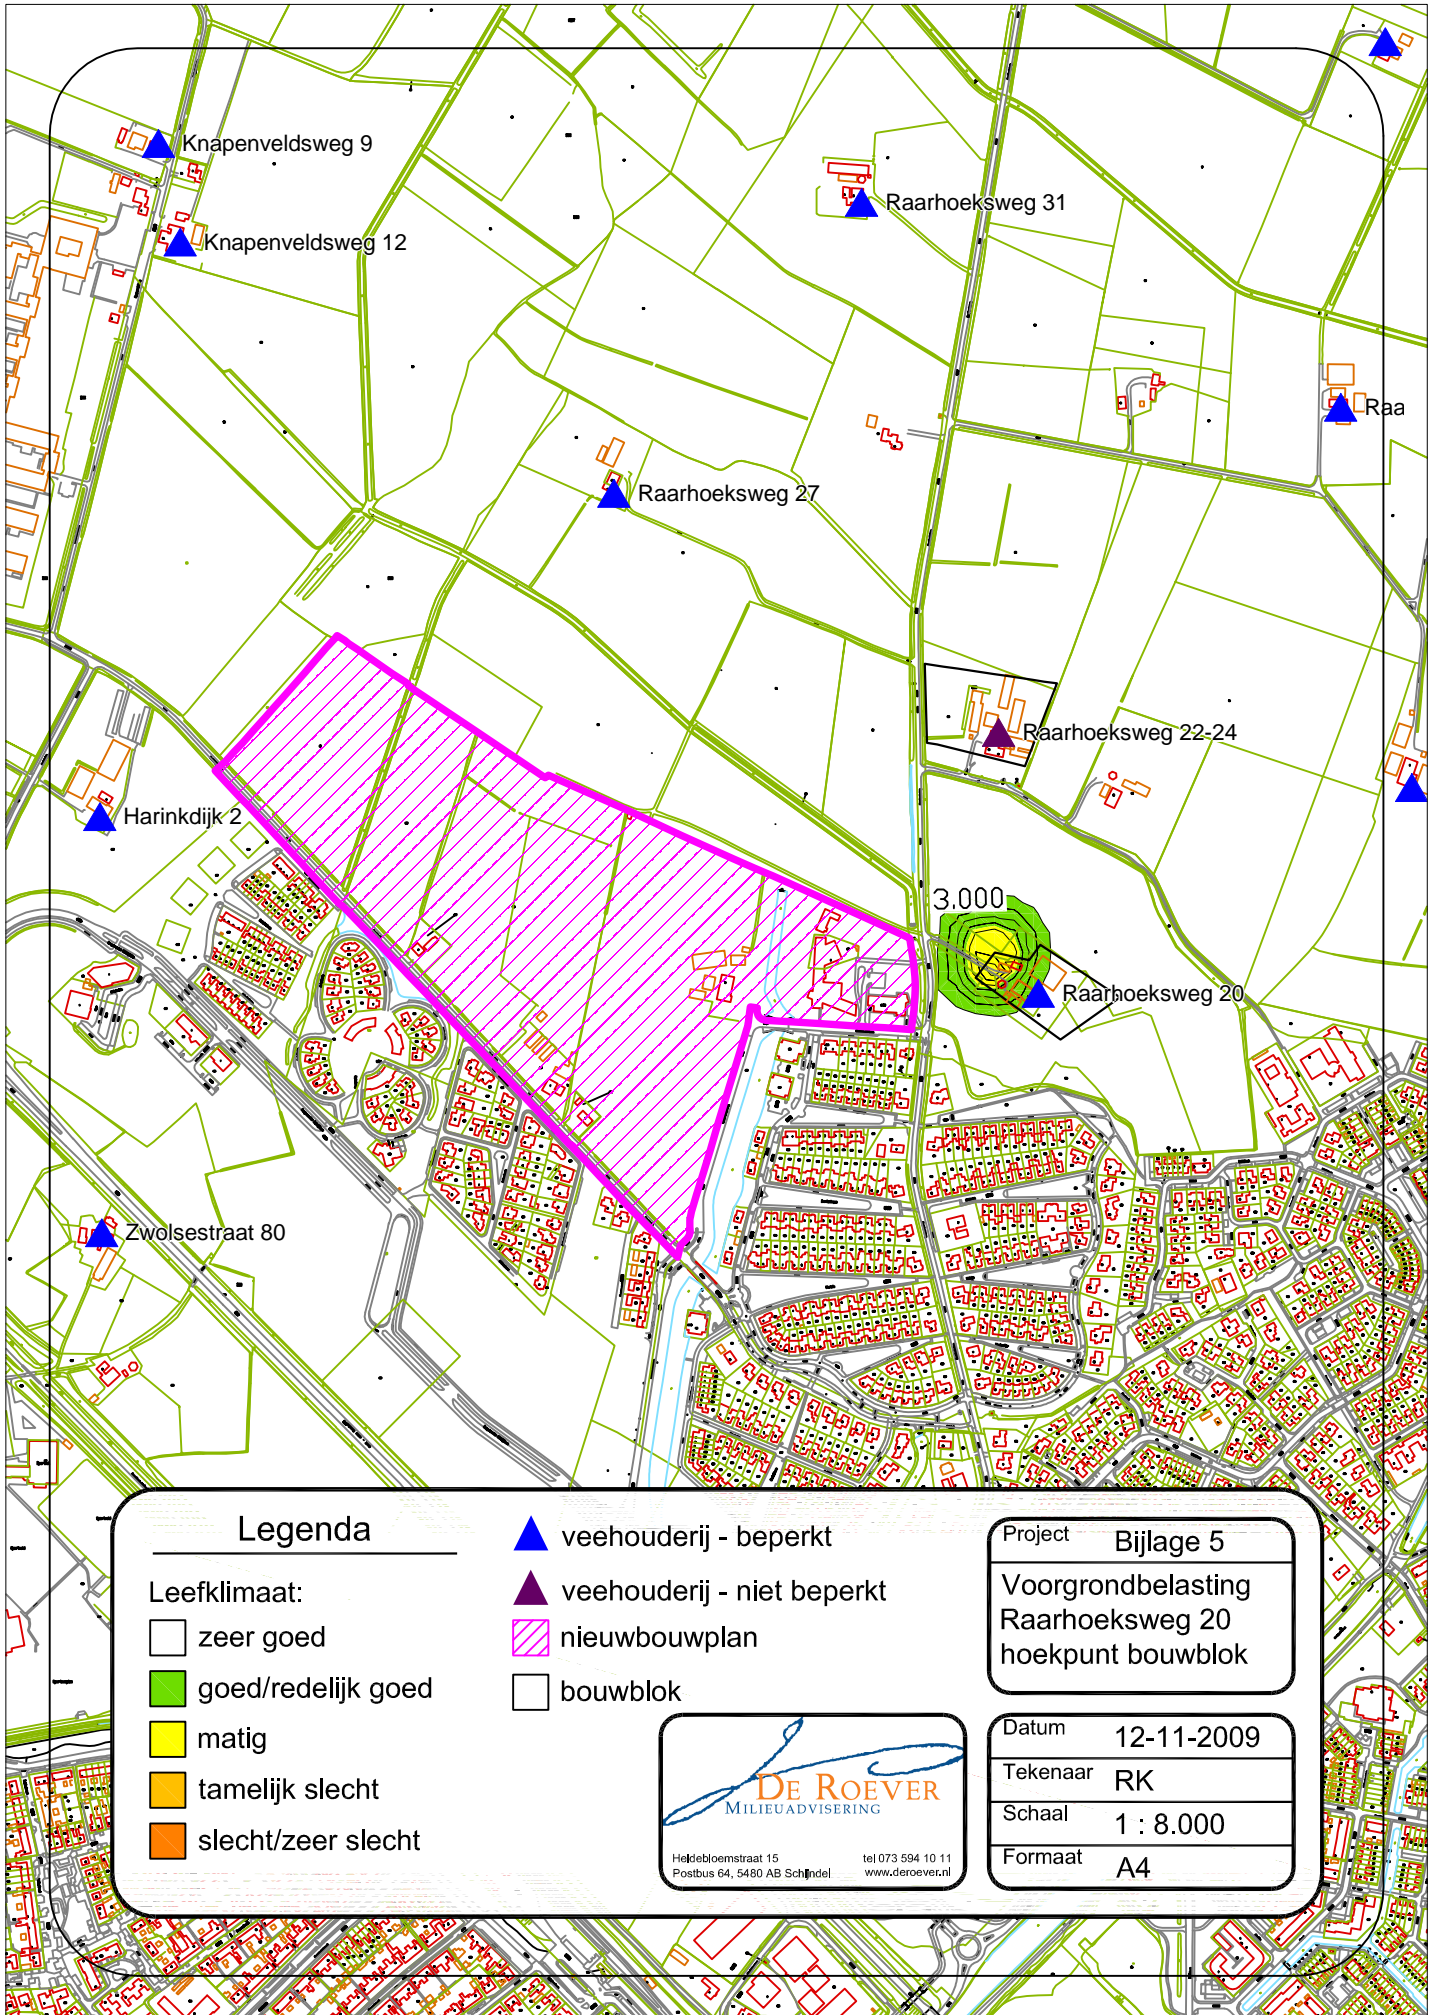 Knapenveldsweg 9
Raarhoeksweg 31
Knapenveldsweg 12
Raa
Raarhoeksweg 27
Raarhoeksweg 22-24
Harinkdijk 2
3.000
Raarhoeksweg 20
Zwolsestraat 80
Legenda
Leefklimaat:
zeer goed
goed/redelijk goed
matig
tamelijk slecht
slecht/zeer slecht
veehouderij - beperkt
veehouderij - niet beperkt
nieuwbouwplan
bouwblok
DE ROEVER
MILIEUADVISERING
Heldebloemstraat 15 tel 073 594 10 11
Postbus 64, 5480 AB Schijndel www.deroever.nl
Project Bijlage 5
Voorgrondbelasting
Raarhoeksweg 20
hoekpunt bouwblok
Datum 12-11-2009
Tekenaar RK
Schaal 1 : 8.000
Formaat A4